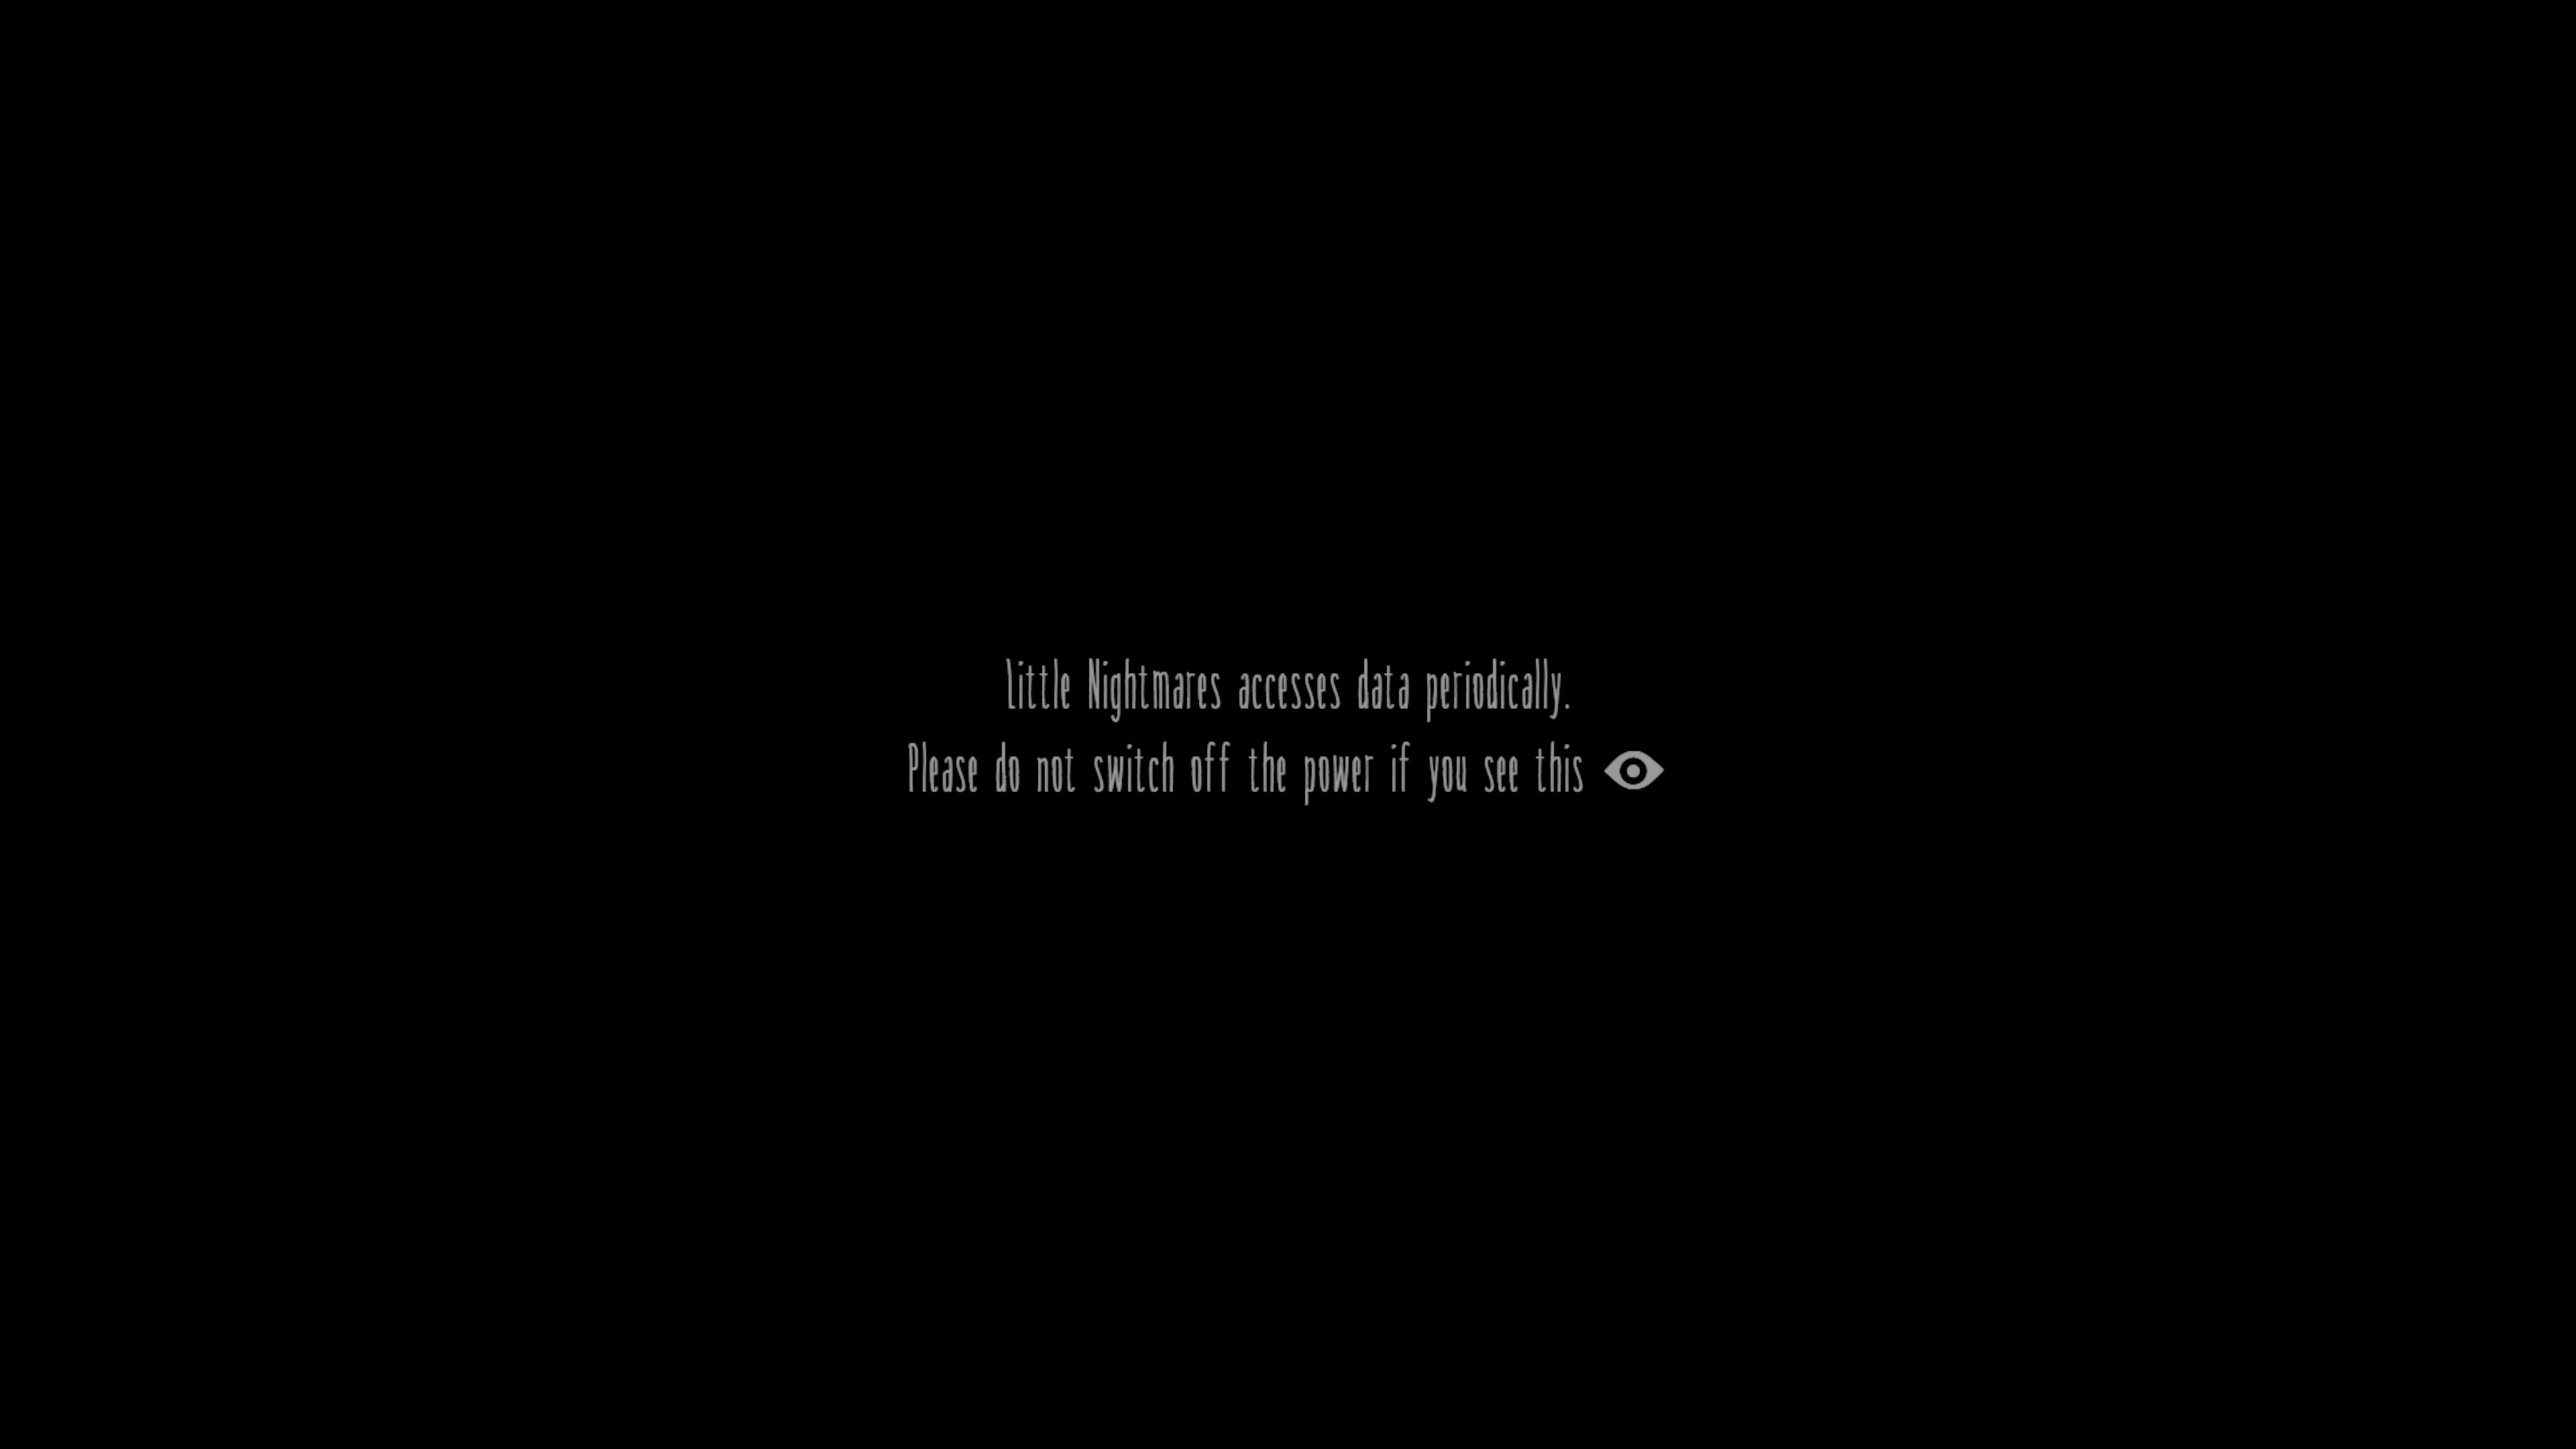 Little Nightmares accesses data periodically.
Please do not switch off the power if you see this